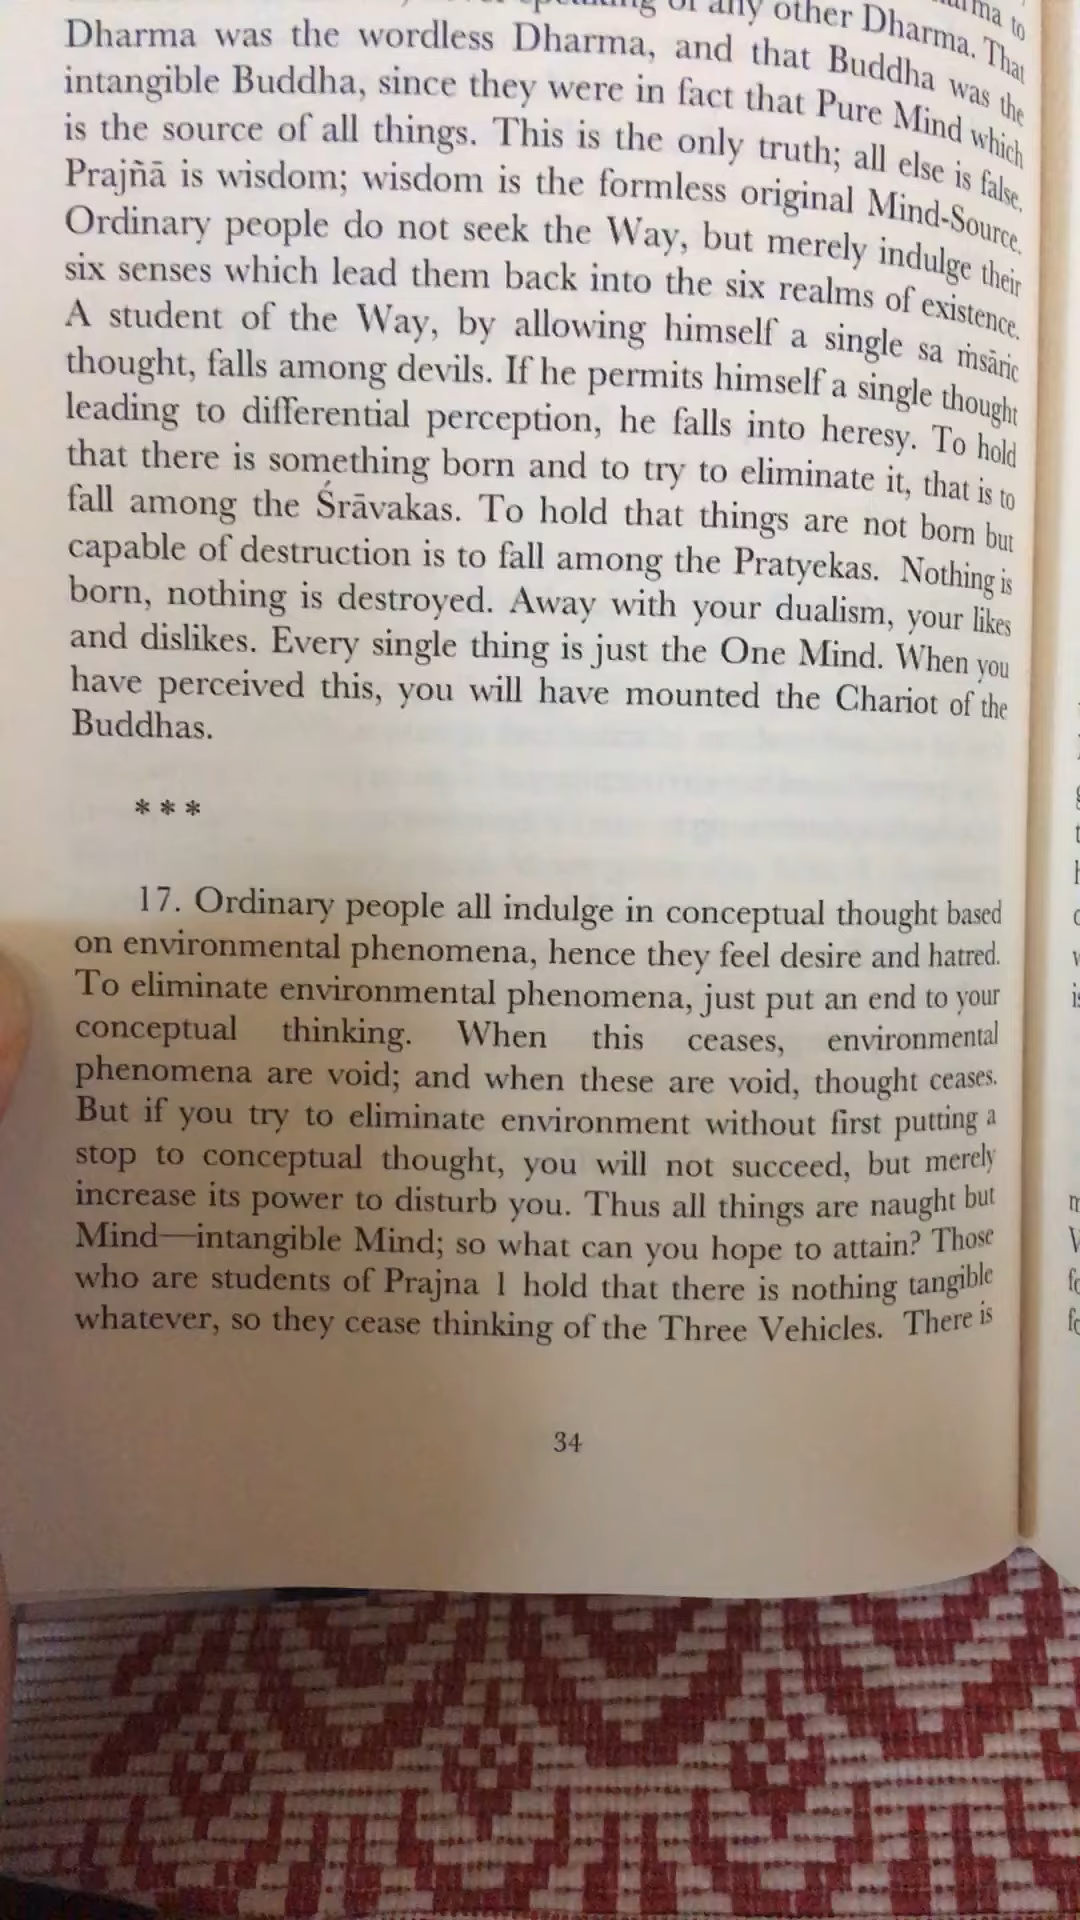 of any other Dharma. That
Dharma was the wordless Dharma, and that Buddha was the
intangible Buddha, since they were in fact that Pure Mind which
is the source of all things. This is the only truth; all else is false.
Prajñā is wisdom; wisdom is the formless original Mind-Source.
Ordinary people do not seek the Way, but merely indulge their
six senses which lead them back into the six realms of existence.
A student of the Way, by allowing himself a single sa ṁsāric
thought, falls among devils. If he permits himself a single thought
leading to differential perception, he falls into heresy. To hold
that there is something born and to try to eliminate it, that is to
fall among the Śrāvakas. To hold that things are not born but
capable of destruction is to fall among the Pratyekas. Nothing is
born, nothing is destroyed. Away with your dualism, your likes
and dislikes. Every single thing is just the One Mind. When you
have perceived this, you will have mounted the Chariot of the
Buddhas.
* * *
17. Ordinary people all indulge in conceptual thought based
on environmental phenomena, hence they feel desire and hatred.
To eliminate environmental phenomena, just put an end to your
conceptual thinking. When this ceases, environmental
phenomena are void; and when these are void, thought ceases.
But if you try to eliminate environment without first putting a
stop to conceptual thought, you will not succeed, but merely
increase its power to disturb you. Thus all things are naught but
Mind—intangible Mind; so what can you hope to attain? Those
who are students of Prajna 1 hold that there is nothing tangible
whatever, so they cease thinking of the Three Vehicles. There is
34